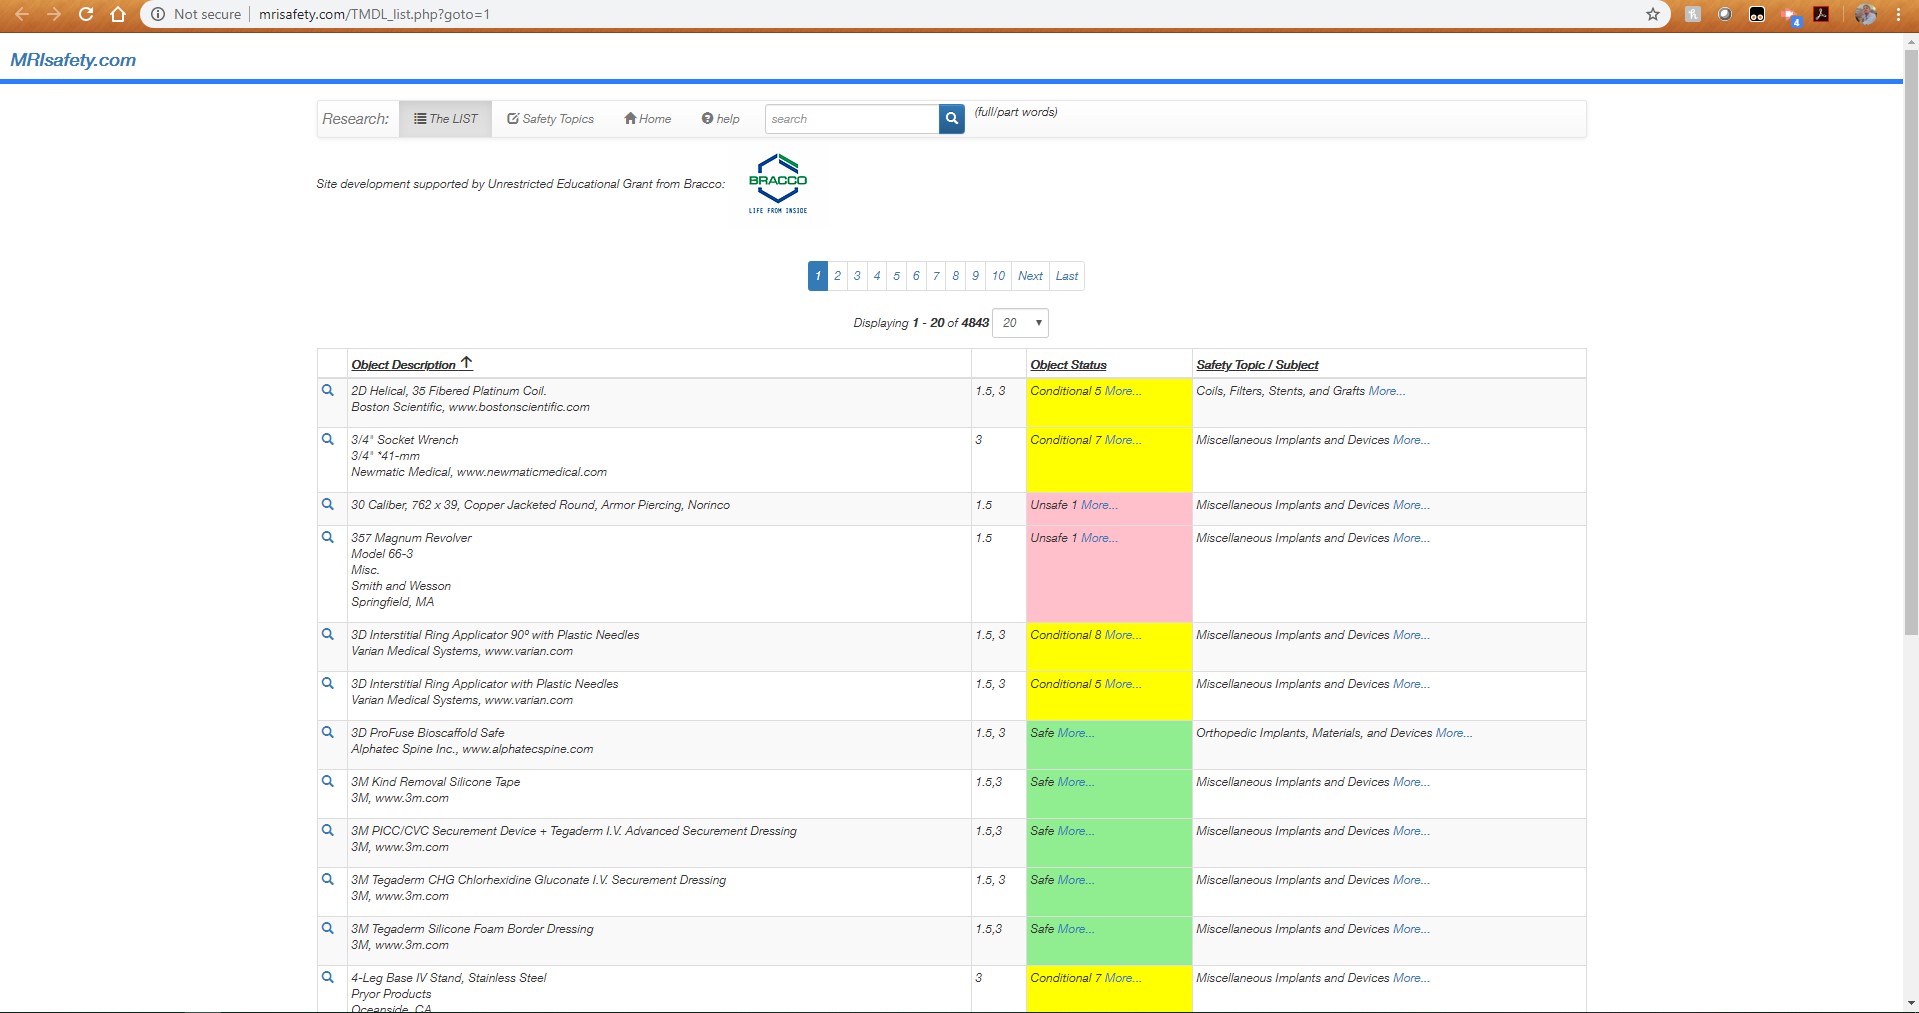 Not secure | mrisafety.com/TMDL_list.php?goto=1
4
MRIsafety.com
Research: The LIST Safety Topics Home help search (full/part words)
Site development supported by Unrestricted Educational Grant from Bracco:
BRACCO
LIFE FROM INSIDE
1 2 3 4 5 6 7 8 9 10 Next Last
Displaying 1 - 20 of 4843 20
Object Description Object Status Safety Topic / Subject
2D Helical, 35 Fibered Platinum Coil. 1.5, 3 Conditional 5 More... Coils, Filters, Stents, and Grafts More...
Boston Scientific, www.bostonscientific.com
3/4" Socket Wrench 3 Conditional 7 More... Miscellaneous Implants and Devices More...
3/4" *41-mm
Newmatic Medical, www.newmaticmedical.com
30 Caliber, 762 x 39, Copper Jacketed Round, Armor Piercing, Norinco 1.5 Unsafe 1 More... Miscellaneous Implants and Devices More...
357 Magnum Revolver 1.5 Unsafe 1 More... Miscellaneous Implants and Devices More...
Model 66-3
Misc.
Smith and Wesson
Springfield, MA
3D Interstitial Ring Applicator 90º with Plastic Needles 1.5, 3 Conditional 8 More... Miscellaneous Implants and Devices More...
Varian Medical Systems, www.varian.com
3D Interstitial Ring Applicator with Plastic Needles 1.5, 3 Conditional 5 More... Miscellaneous Implants and Devices More...
Varian Medical Systems, www.varian.com
3D ProFuse Bioscaffold Safe 1.5, 3 Safe More... Orthopedic Implants, Materials, and Devices More...
Alphatec Spine Inc., www.alphatecspine.com
3M Kind Removal Silicone Tape 1.5,3 Safe More... Miscellaneous Implants and Devices More...
3M, www.3m.com
3M PICC/CVC Securement Device + Tegaderm I.V. Advanced Securement Dressing 1.5,3 Safe More... Miscellaneous Implants and Devices More...
3M, www.3m.com
3M Tegaderm CHG Chlorhexidine Gluconate I.V. Securement Dressing 1.5, 3 Safe More... Miscellaneous Implants and Devices More...
3M, www.3m.com
3M Tegaderm Silicone Foam Border Dressing 1.5,3 Safe More... Miscellaneous Implants and Devices More...
3M, www.3m.com
4-Leg Base IV Stand, Stainless Steel 3 Conditional 7 More... Miscellaneous Implants and Devices More...
Pryor Products
Oceanside, CA